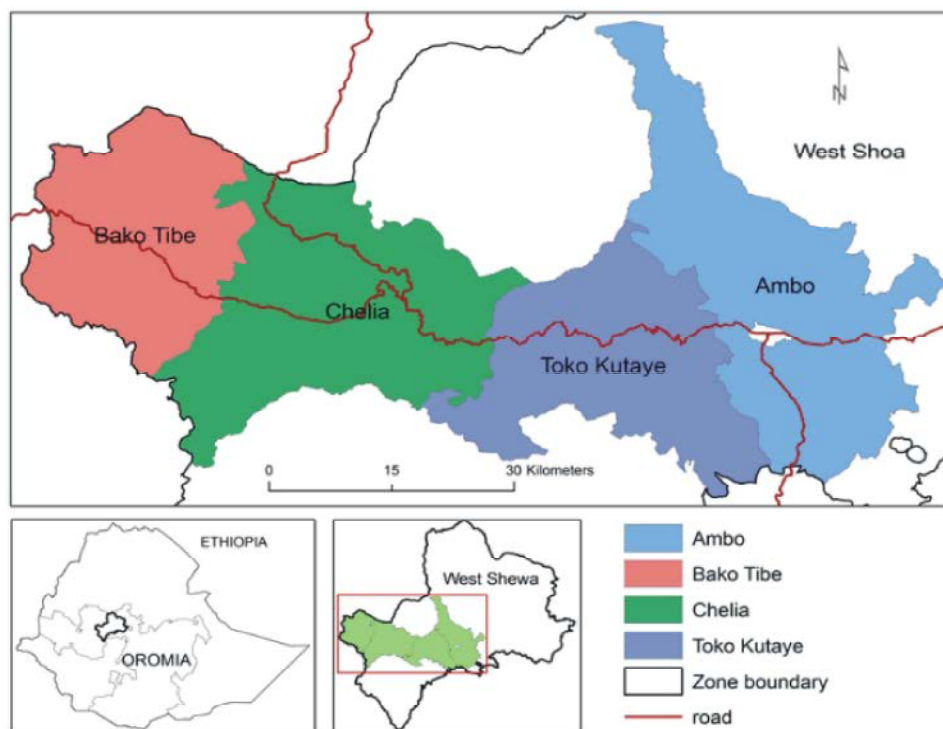 N
West Shoa
Bako Tibe
Ambo
Chelia
Toko Kutaye
0 15 30 Kilometers
ETHIOPIA
OROMIA
West Shewa
Ambo
Bako Tibe
Chelia
Toko Kutaye
Zone boundary
road